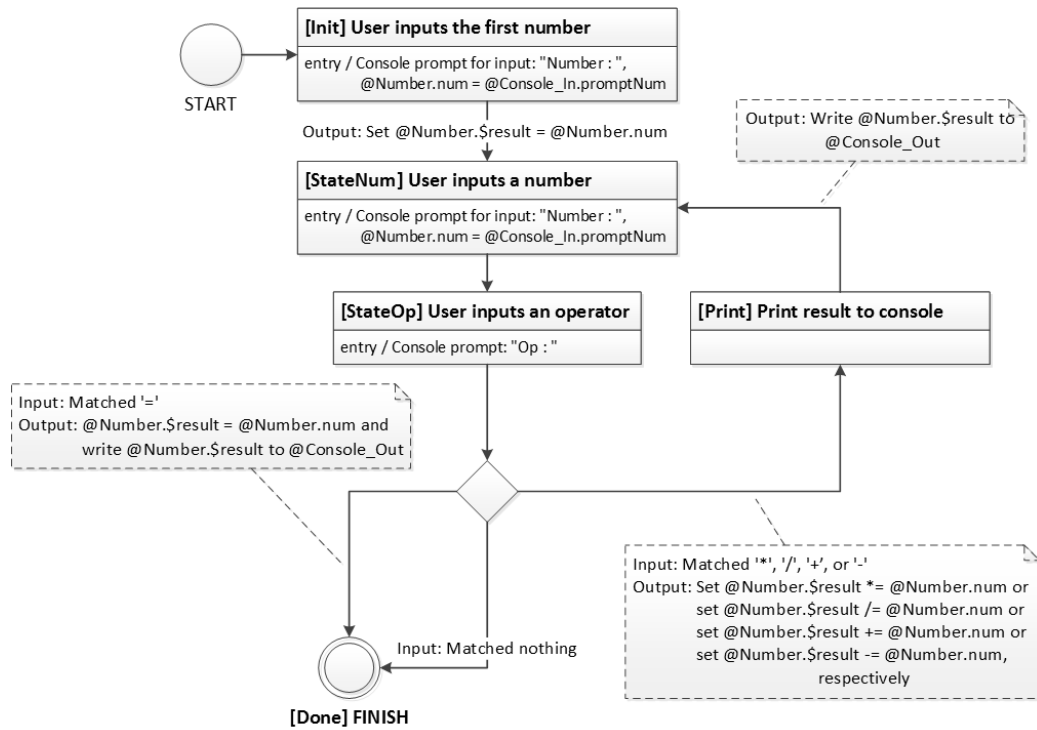 [Init] User inputs the first number
entry / Console prompt for input: "Number : ",
@Number.num = @Console_In.promptNum
START
Output: Set @Number.$result = @Number.num
Output: Write @Number.$result to
@Console_Out
[StateNum] User inputs a number
entry / Console prompt for input: "Number : ",
@Number.num = @Console_In.promptNum
[StateOp] User inputs an operator
entry / Console prompt: "Op : "
[Print] Print result to console
Input: Matched '='
Output: @Number.$result = @Number.num and
write @Number.$result to @Console_Out
Input: Matched '*', '/', '+', or '-'
Output: Set @Number.$result *= @Number.num or
set @Number.$result /= @Number.num or
set @Number.$result += @Number.num or
set @Number.$result -= @Number.num,
respectively
Input: Matched nothing
[Done] FINISH